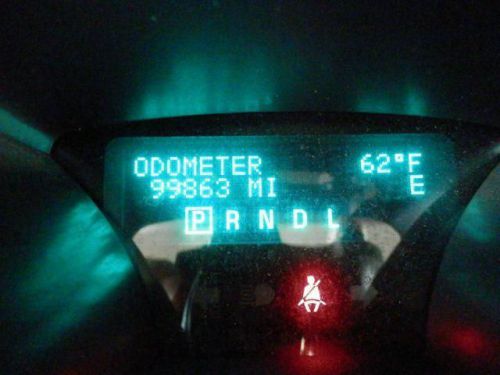 ODOMETER 62°F
99863 MI E
P R N D L